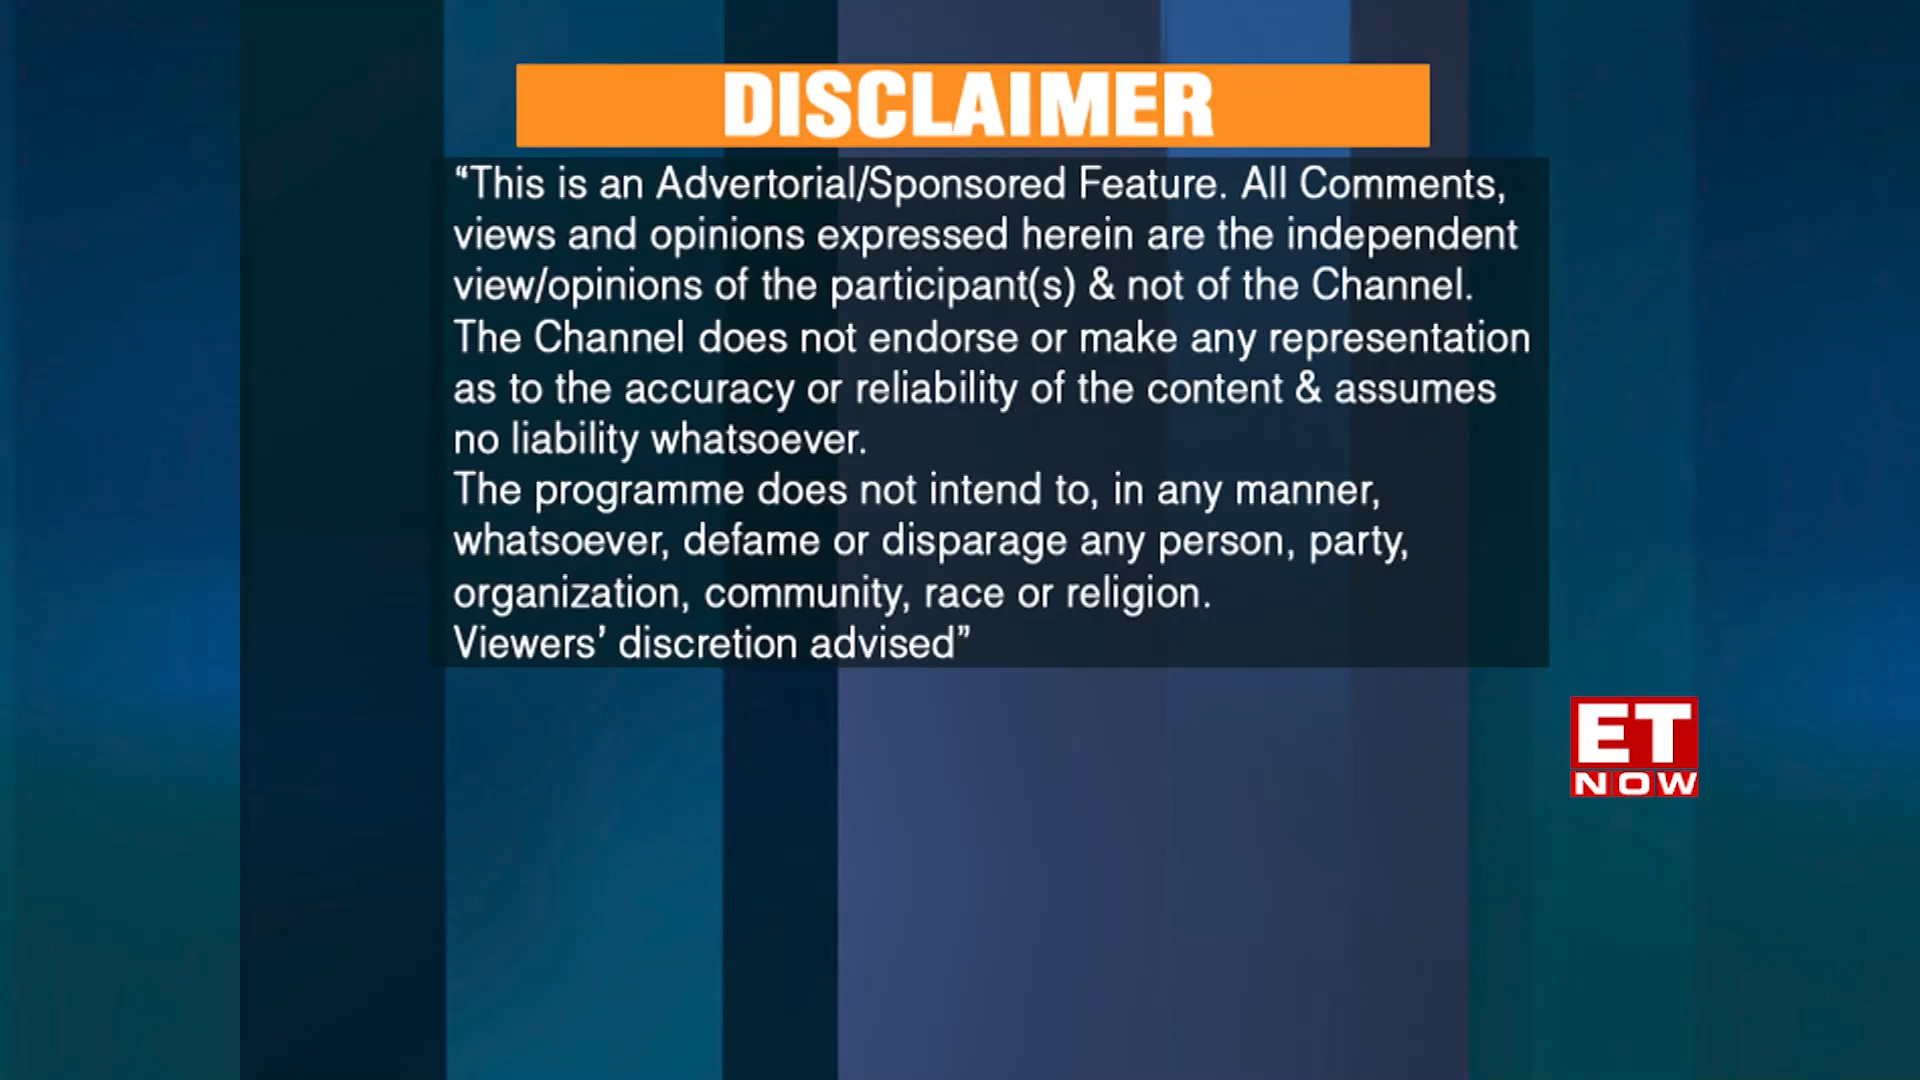 DISCLAIMER
“This is an Advertorial/Sponsored Feature. All Comments,
views and opinions expressed herein are the independent
view/opinions of the participant(s) & not of the Channel.
The Channel does not endorse or make any representation
as to the accuracy or reliability of the content & assumes
no liability whatsoever.
The programme does not intend to, in any manner,
whatsoever, defame or disparage any person, party,
organization, community, race or religion.
Viewers’ discretion advised”
ET
NOW